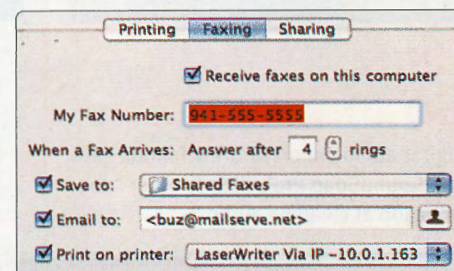 Printing Faxing Sharing
Receive faxes on this computer
My Fax Number: 941-555-5555
When a Fax Arrives: Answer after 4 rings
Save to: Shared Faxes
Email to: <buz@mailserve.net>
Print on printer: LaserWriter Via IP -10.0.1.163